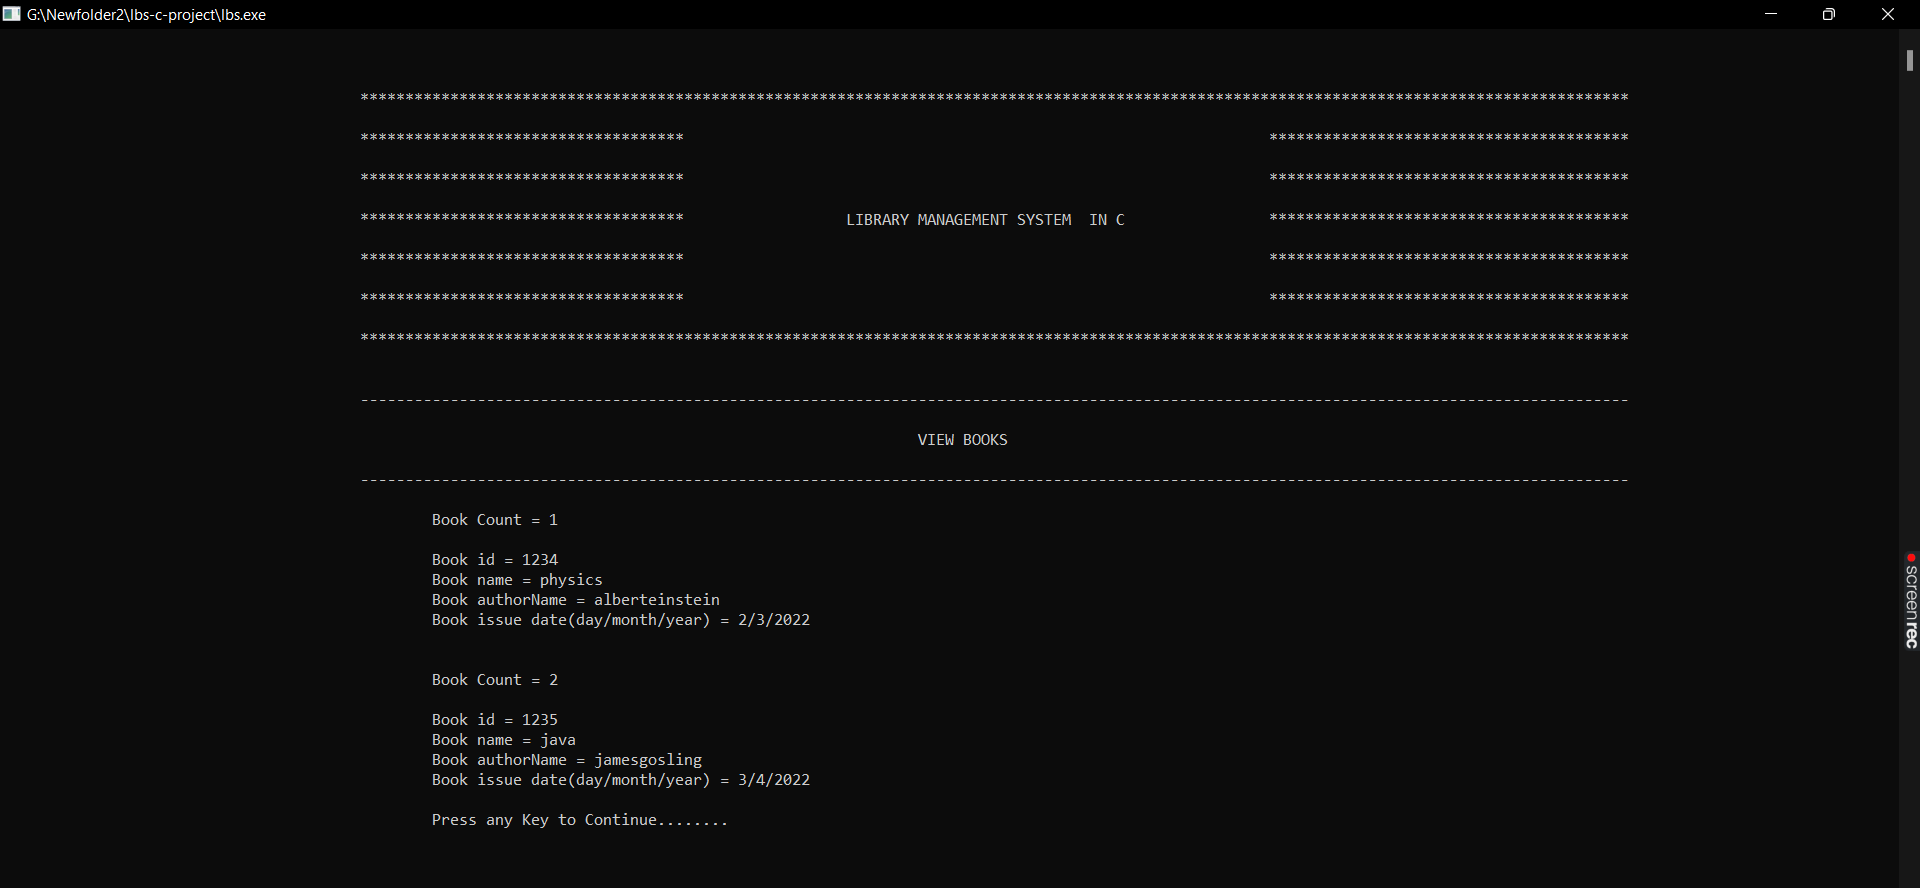 G:\Newfolder2\lbs-c-project\lbs.exe
*********************************************************************************************************************************************
************************************ ****************************************
************************************ ****************************************
************************************ LIBRARY MANAGEMENT SYSTEM  IN C ****************************************
************************************ ****************************************
************************************ ****************************************
*********************************************************************************************************************************************
---------------------------------------------------------------------------------------------------------------------------------------------
VIEW BOOKS
---------------------------------------------------------------------------------------------------------------------------------------------
Book Count = 1
Book id = 1234
Book name = physics
Book authorName = alberteinstein
Book issue date(day/month/year) = 2/3/2022
Book Count = 2
Book id = 1235
Book name = java
Book authorName = jamesgosling
Book issue date(day/month/year) = 3/4/2022
Press any Key to Continue........
screenrec